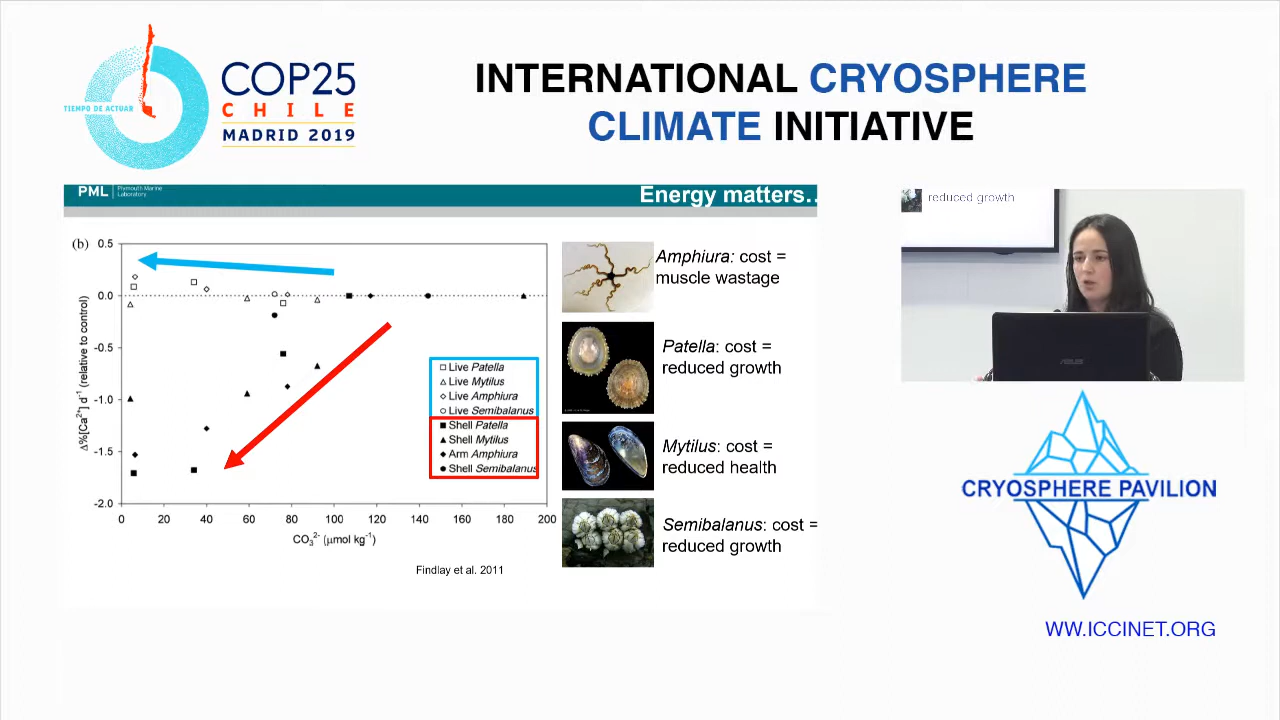 TIEMPO DE ACTUAR
COP25
CHILE
MADRID 2019
INTERNATIONAL CRYOSPHERE
CLIMATE INITIATIVE
PML
Plymouth Marine
Laboratory
Energy matters..
(b)
0.5
0.0
-0.5
-1.0
-1.5
-2.0
Δ%[Ca²⁺] d⁻¹ (relative to control)
0 20 40 60 80 100 120 140 160 180 200
CO₃²⁻ (μmol kg⁻¹)
Live Patella
Live Mytilus
Live Amphiura
Live Semibalanus
Shell Patella
Shell Mytilus
Arm Amphiura
Shell Semibalanus
Findlay et al. 2011
Amphiura: cost =
muscle wastage
Patella: cost =
reduced growth
Mytilus: cost =
reduced health
Semibalanus: cost =
reduced growth
reduced growth
ASUS
CRYOSPHERE PAVILION
WW.ICCINET.ORG